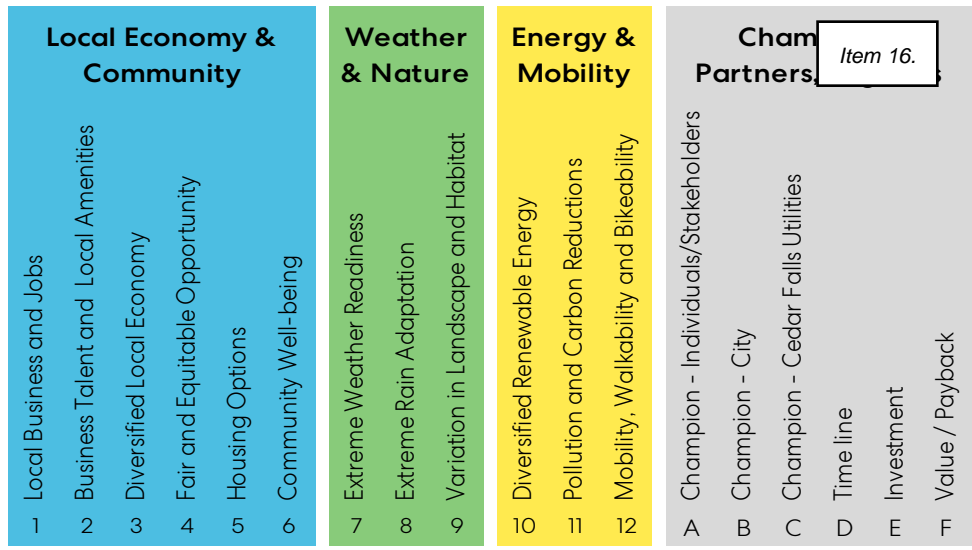 Local Economy &
Community
Weather
& Nature
Energy &
Mobility
Cham
Partners,
Item 16.
Local Business and Jobs
Business Talent and Local Amenities
Diversified Local Economy
Fair and Equitable Opportunity
Housing Options
Community Well-being
Extreme Weather Readiness
Extreme Rain Adaptation
Variation in Landscape and Habitat
Diversified Renewable Energy
Pollution and Carbon Reductions
Mobility, Walkability and Bikeability
Champion - Individuals/Stakeholders
Champion - City
Champion - Cedar Falls Utilities
Time line
Investment
Value / Payback
1 2 3 4 5 6 7 8 9 10 11 12 A B C D E F